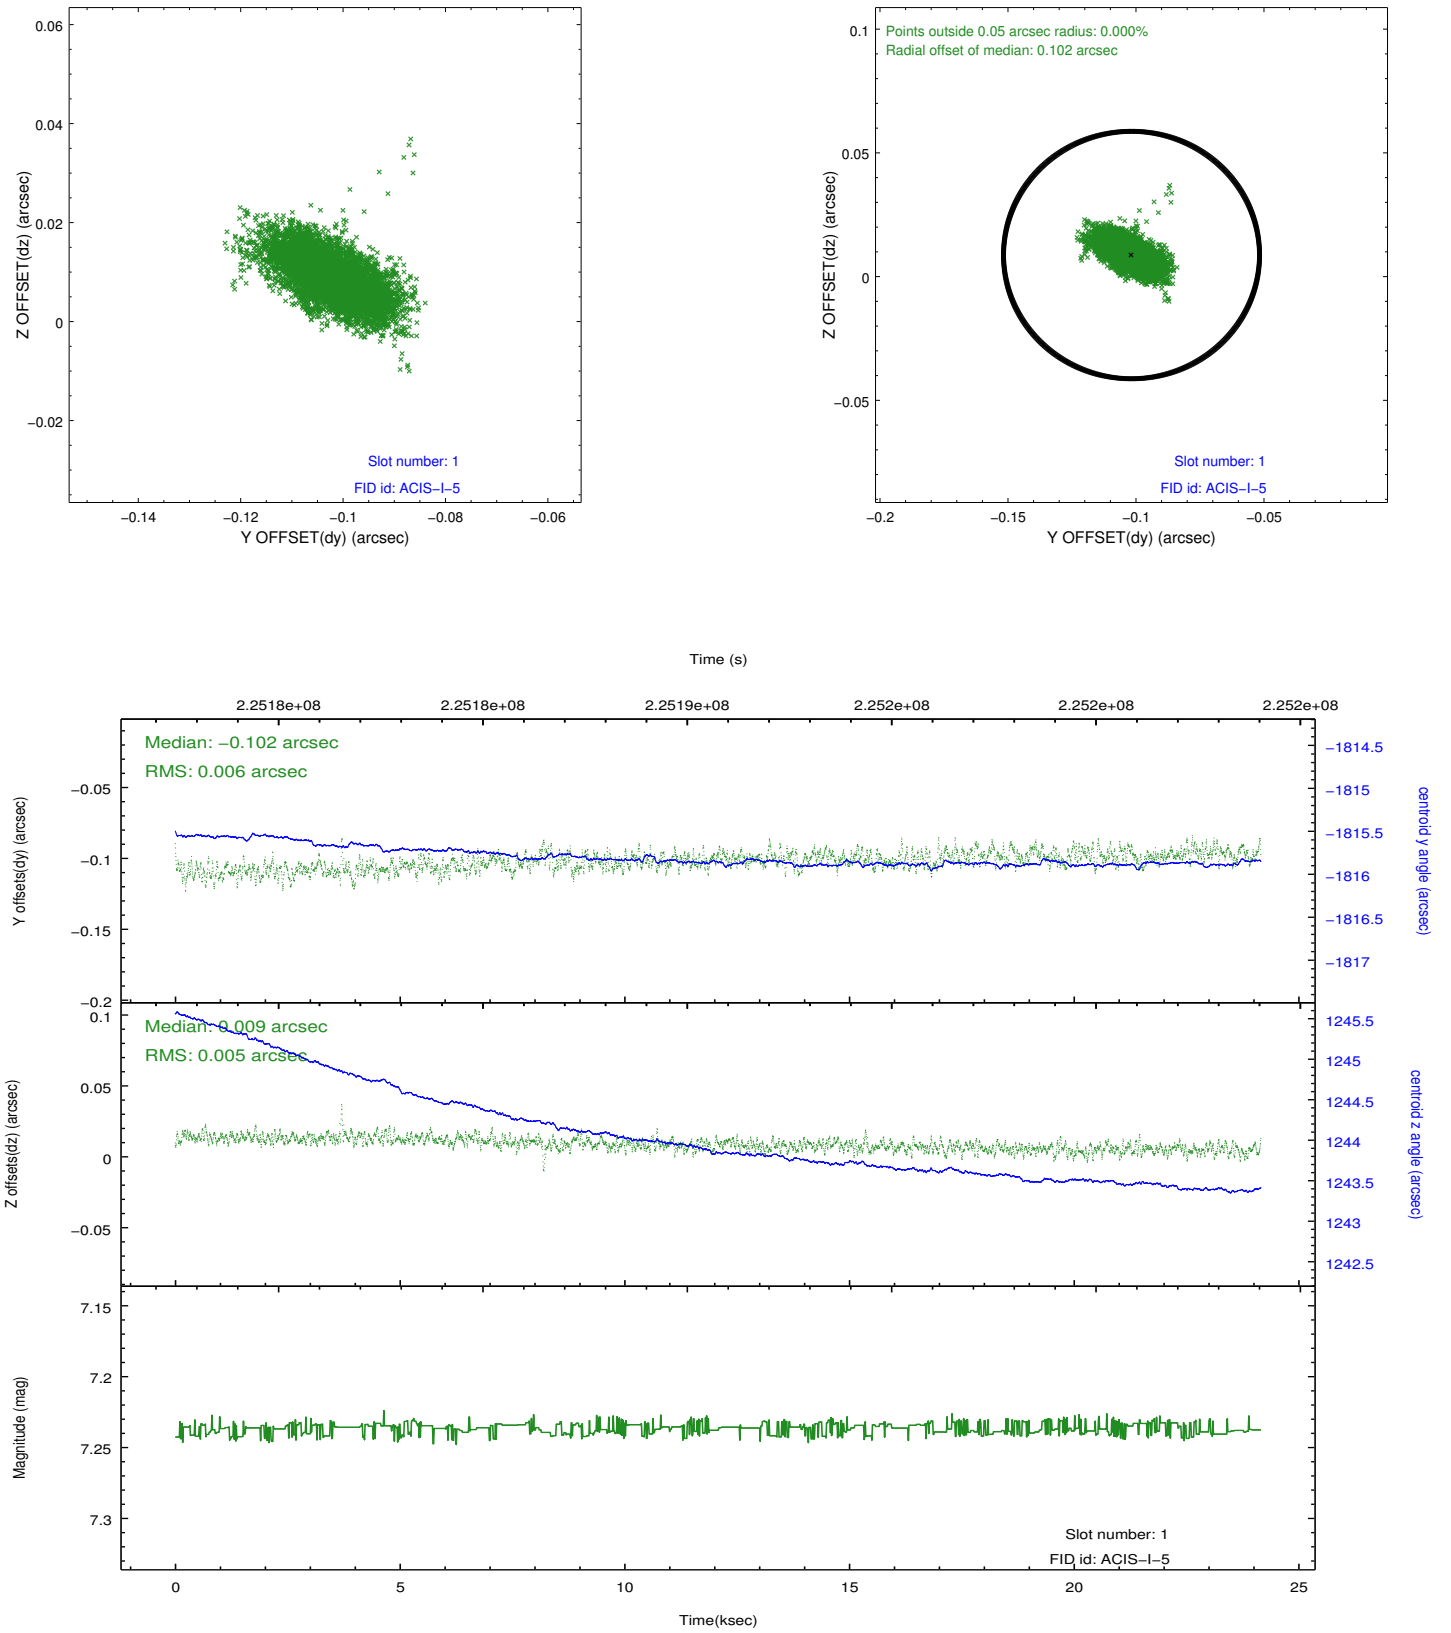 0.06
0.04
0.02
0
−0.02
Z OFFSET(dz) (arcsec)
Slot number: 1
FID id: ACIS−I−5
−0.14
−0.12
−0.1
−0.08
−0.06
Y OFFSET(dy) (arcsec)
Points outside 0.05 arcsec radius: 0.000%
Radial offset of median: 0.102 arcsec
0.1
0.05
0
−0.05
Z OFFSET(dz) (arcsec)
Slot number: 1
FID id: ACIS−I−5
−0.2
−0.15
−0.1
−0.05
Y OFFSET(dy) (arcsec)
Time (s)
2.2518e+08
2.2518e+08
2.2519e+08
2.252e+08
2.252e+08
2.252e+08
Median: −0.102 arcsec
RMS: 0.006 arcsec
−0.05
−0.1
−0.15
−0.2
Y offsets(dy) (arcsec)
−1814.5
−1815
−1815.5
−1816
−1816.5
−1817
centroid y angle (arcsec)
Median: 0.009 arcsec
RMS: 0.005 arcsec
0.1
0.05
0
−0.05
Z offsets(dz) (arcsec)
1245.5
1245
1244.5
1244
1243.5
1243
1242.5
centroid z angle (arcsec)
7.15
7.2
7.25
7.3
Magnitude (mag)
Slot number: 1
FID id: ACIS−I−5
0
5
10
15
20
25
Time(ksec)